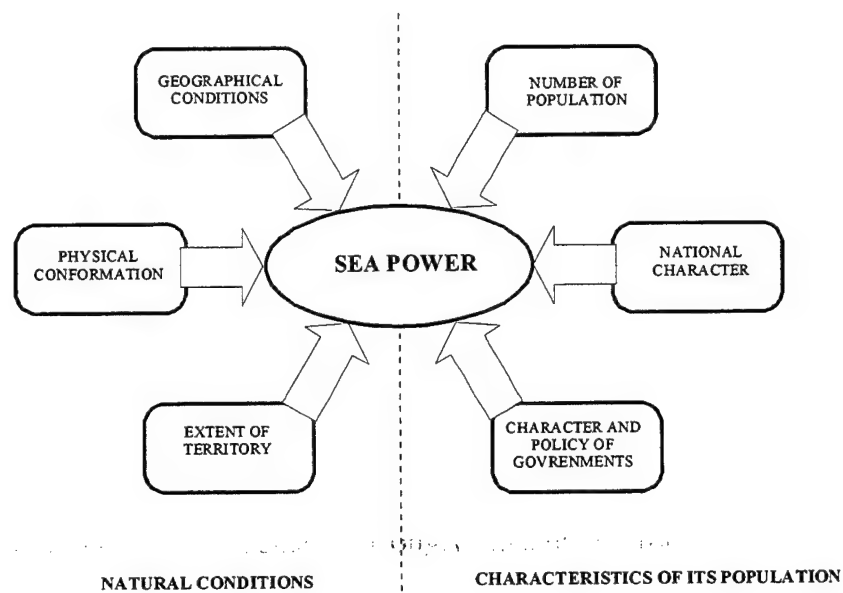 GEOGRAPHICAL
CONDITIONS
NUMBER OF
POPULATION
PHYSICAL
CONFORMATION
SEA POWER
NATIONAL
CHARACTER
EXTENT OF
TERRITORY
CHARACTER AND
POLICY OF
GOVRENMENTS
NATURAL CONDITIONS
CHARACTERISTICS OF ITS POPULATION